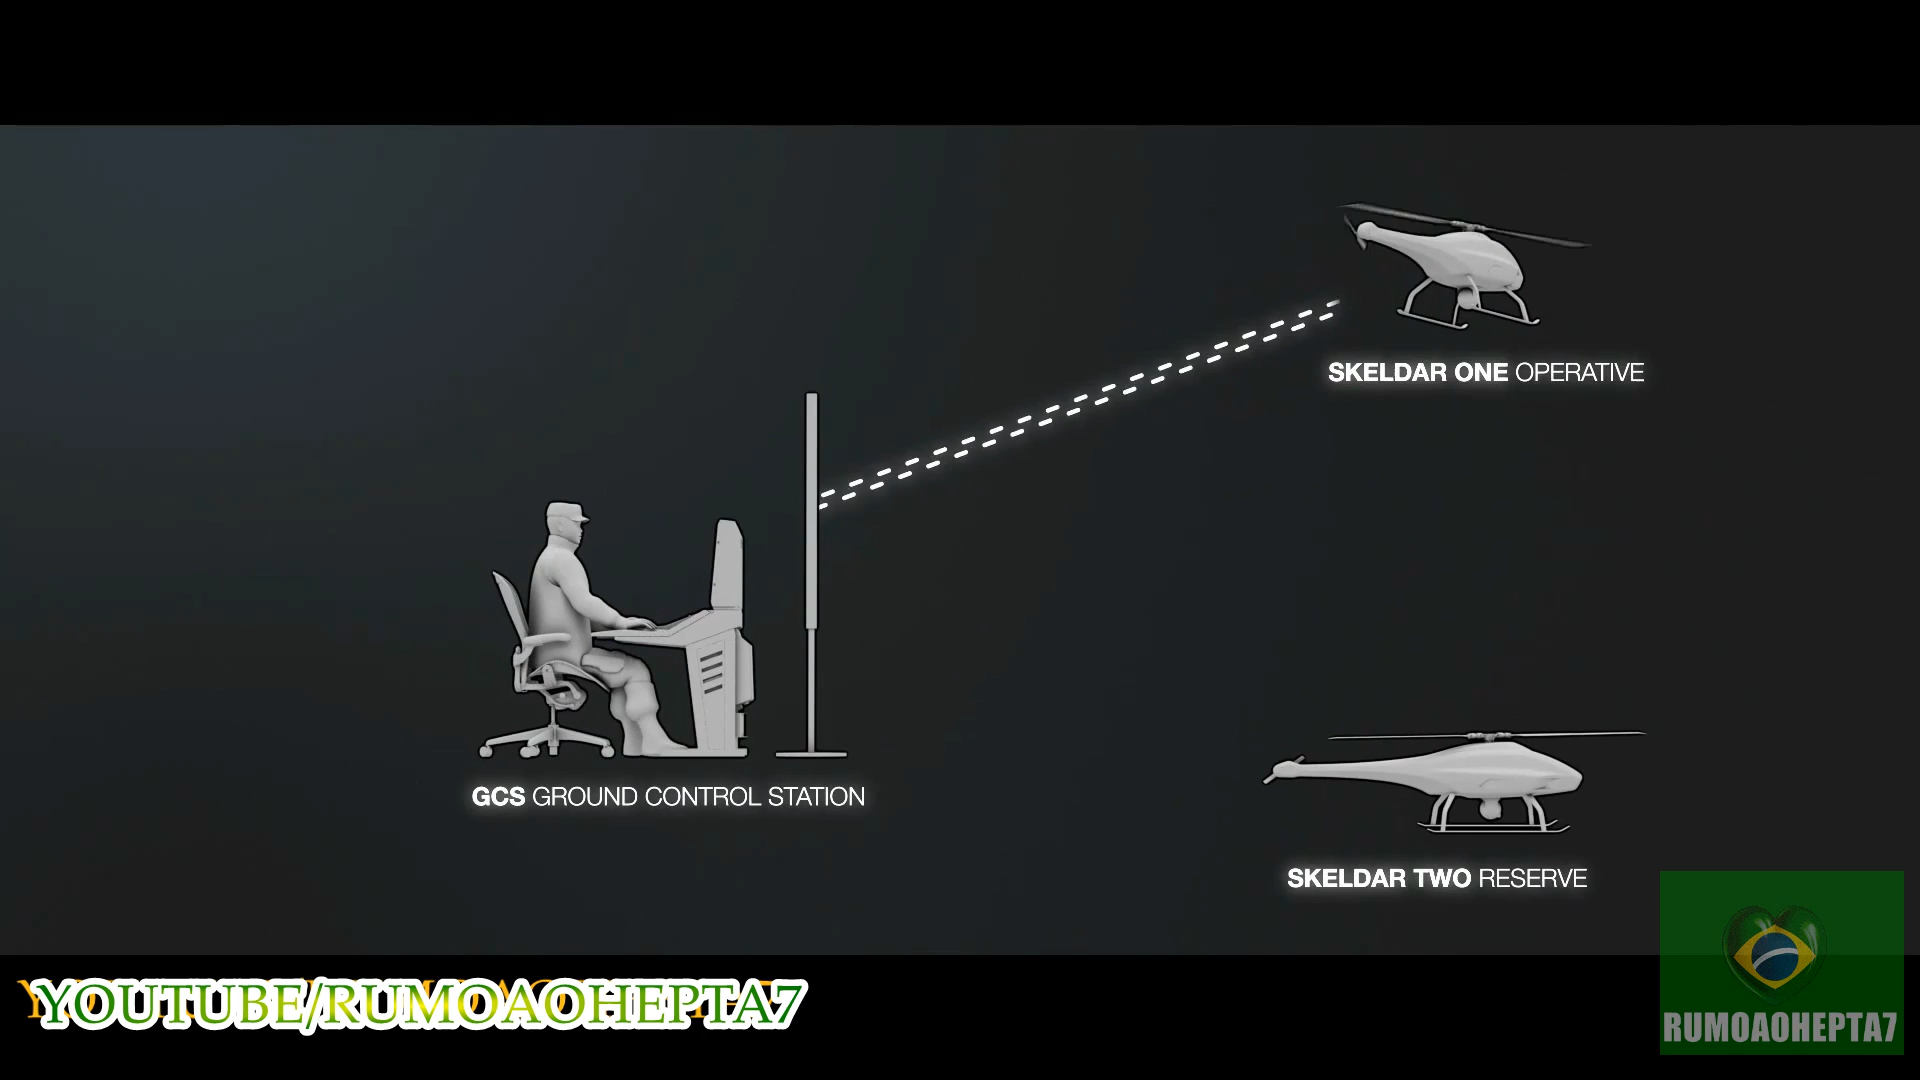 SKELDAR ONE OPERATIVE
GCS GROUND CONTROL STATION
SKELDAR TWO RESERVE
YOUTUBE/RUMOAOHEPTA7
RUMOAOHEPTA7